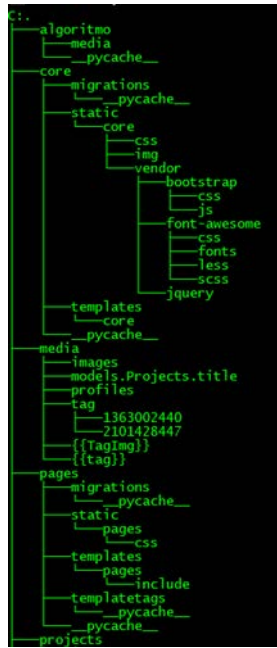 C:.
├───algoritmo
│   ├───media
│   └───__pycache__
├───core
│   ├───migrations
│   │   └───__pycache__
│   ├───static
│   │   └───core
│   │       ├───css
│   │       ├───img
│   │       └───vendor
│   │           ├───bootstrap
│   │           │   ├───css
│   │           │   └───js
│   │           ├───font-awesome
│   │           │   ├───css
│   │           │   ├───fonts
│   │           │   ├───less
│   │           │   └───scss
│   │           └───jquery
│   ├───templates
│   │   └───core
│   └───__pycache__
├───media
│   ├───images
│   ├───models.Projects.title
│   ├───profiles
│   ├───tag
│   │   ├───1363002440
│   │   └───2101428447
│   ├───{{TagImg}}
│   └───{{tag}}
├───pages
│   ├───migrations
│   │   └───__pycache__
│   ├───static
│   │   └───pages
│   │       └───css
│   ├───templates
│   │   └───pages
│   │       └───include
│   ├───templatetags
│   │   └───__pycache__
│   └───__pycache__
├───projects